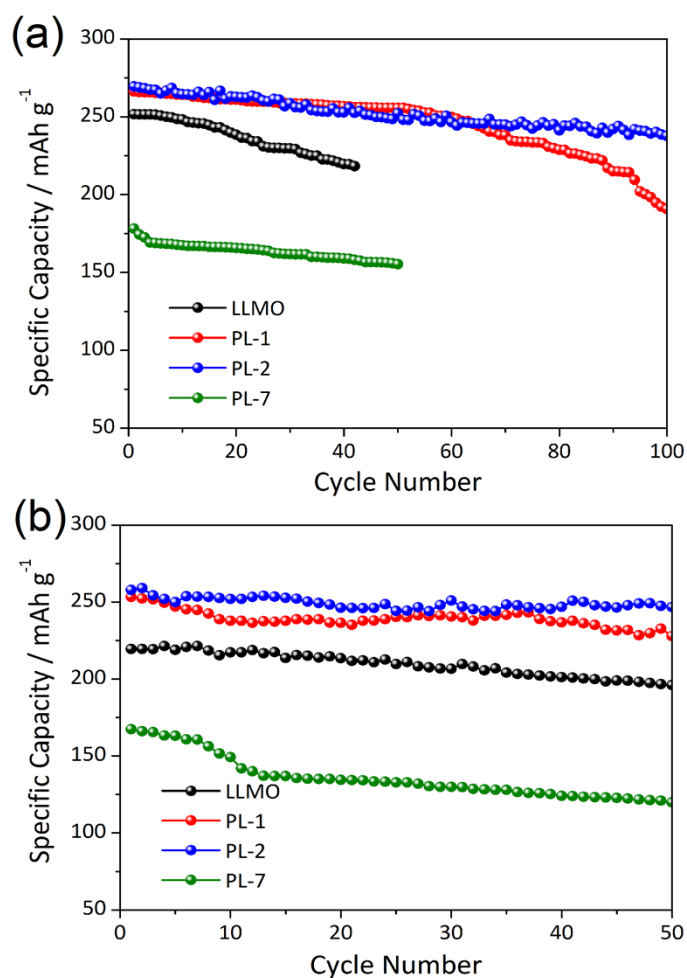 (a)
300
250
200
150
100
50
Specific Capacity / mAh g⁻¹
LLMO
PL-1
PL-2
PL-7
0 20 40 60 80 100
Cycle Number
(b)
300
250
200
150
100
50
Specific Capacity / mAh g⁻¹
LLMO
PL-1
PL-2
PL-7
0 10 20 30 40 50
Cycle Number